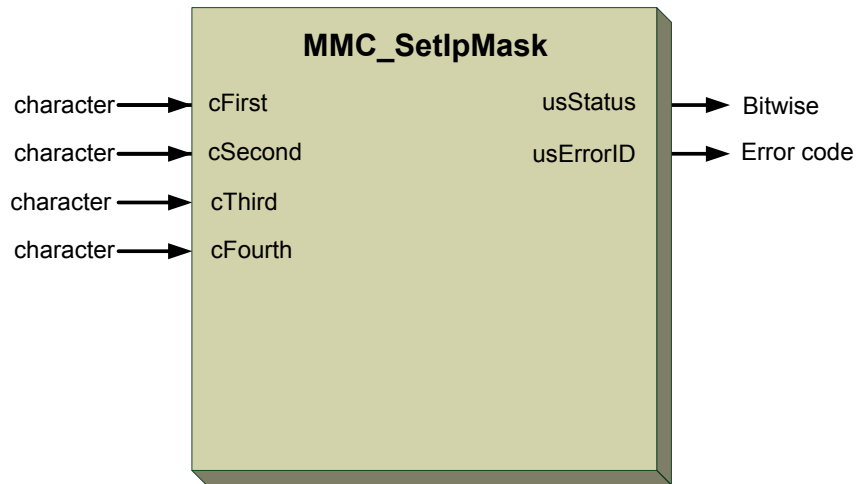 MMC_SetIpMask
character cFirst usStatus Bitwise
character cSecond usErrorID Error code
character cThird
character cFourth